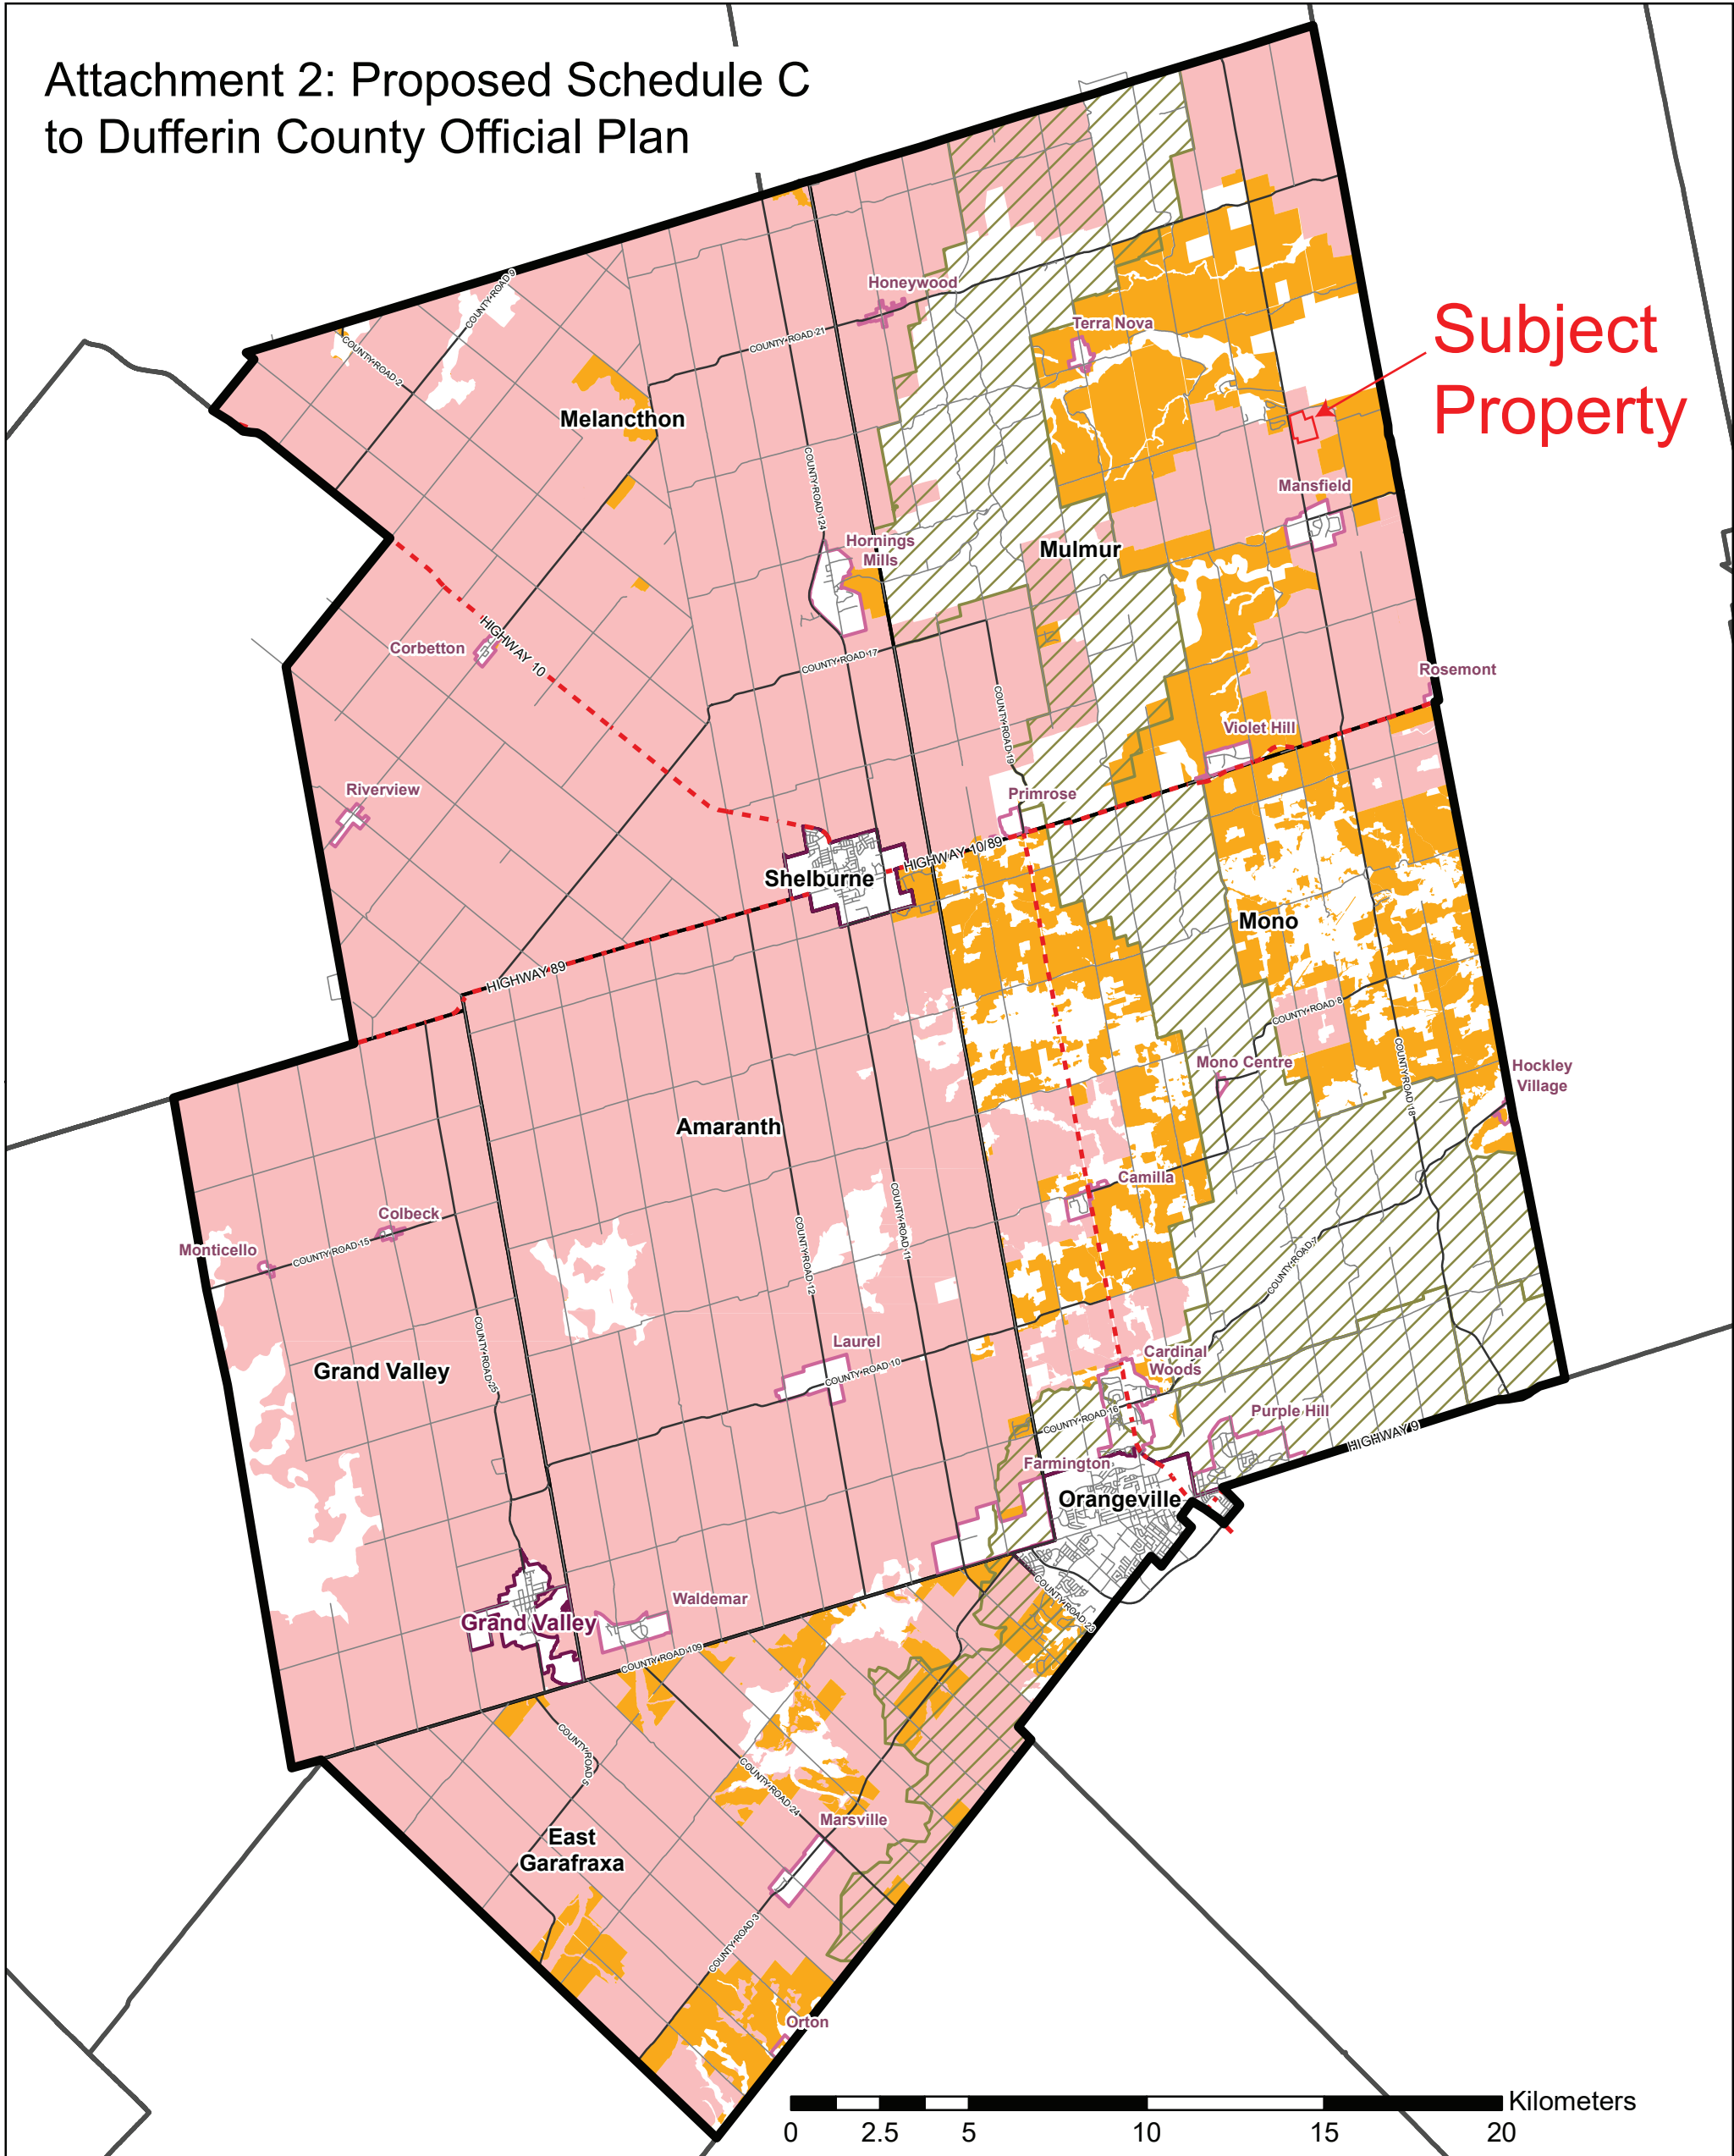 Attachment 2: Proposed Schedule C
to Dufferin County Official Plan
Subject
Property
COUNTY ROAD 9
COUNTY ROAD 2
Honeywood
COUNTY ROAD 21
Terra Nova
Melancthon
COUNTY ROAD 124
Mansfield
Hornings
Mills
Mulmur
HIGHWAY 10
Corbetton
COUNTY ROAD 17
Rosemont
COUNTY ROAD 19
Violet Hill
Riverview
Primrose
HIGHWAY 10/89
Shelburne
Mono
HIGHWAY 89
COUNTY ROAD 8
COUNTY ROAD 18
Mono Centre
Hockley
Village
Amaranth
Camilla
Colbeck
COUNTY ROAD 11
COUNTY ROAD 12
Monticello
COUNTY ROAD 15
COUNTY ROAD 7
COUNTY ROAD 25
Laurel
COUNTY ROAD 10
Cardinal
Woods
Grand Valley
COUNTY ROAD 16
Purple Hill
HIGHWAY 9
Farmington
Orangeville
COUNTY ROAD 23
Waldemar
Grand Valley
COUNTY ROAD 109
COUNTY ROAD 5
COUNTY ROAD 24
Marsville
East
Garafraxa
COUNTY ROAD 3
Orton
Kilometers
0 2.5 5 10 15 20